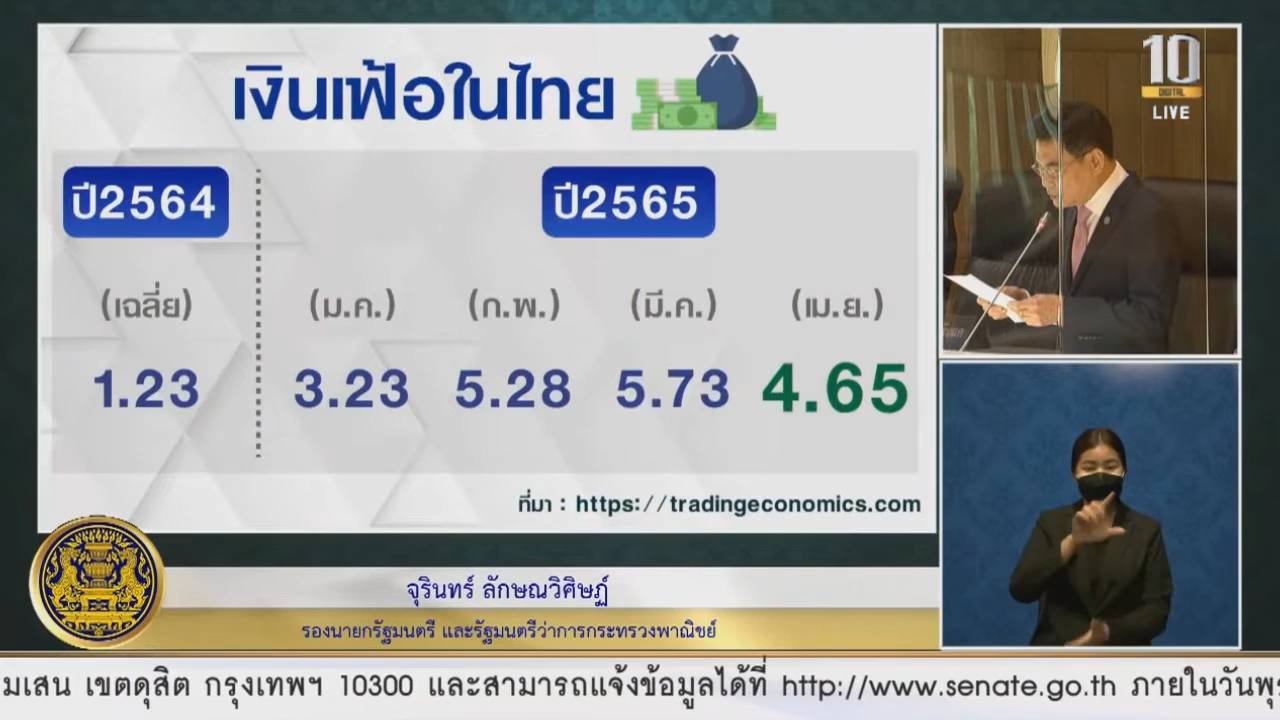 เงินเฟ้อในไทย
ปี2564
ปี2565
(เฉลี่ย)
(ม.ค.)
(ก.พ.)
(มี.ค.)
(เม.ย.)
1.23
3.23
5.28
5.73
4.65
ที่มา : https://tradingeconomics.com
10
DIGITAL
LIVE
จุรินทร์ ลักษณวิศิษฏ์
รองนายกรัฐมนตรี และรัฐมนตรีว่าการกระทรวงพาณิชย์
มเสน เขตดุสิต กรุงเทพฯ 10300 และสามารถแจ้งข้อมูลได้ที่ http://www.senate.go.th ภายในวันพุธ